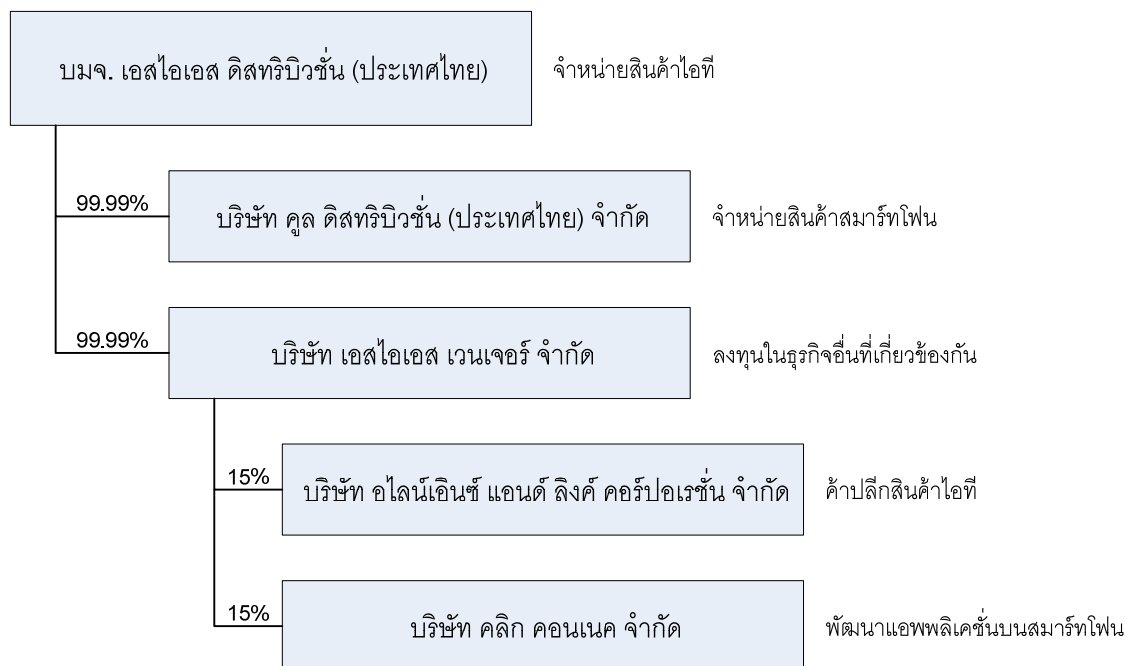 บมจ. เอสไอเอส ดิสทริบิวชั่น (ประเทศไทย)
จำหน่ายสินค้าไอที
99.99%
บริษัท คูล ดิสทริบิวชั่น (ประเทศไทย) จำกัด
จำหน่ายสินค้าสมาร์ทโฟน
99.99%
บริษัท เอสไอเอส เวนเจอร์ จำกัด
ลงทุนในธุรกิจอื่นที่เกี่ยวข้องกัน
15%
บริษัท อไลน์เอินซ์ แอนด์ ลิงค์ คอร์ปอเรชั่น จำกัด
ค้าปลีกสินค้าไอที
15%
บริษัท คลิก คอนเนค จำกัด
พัฒนาแอพพลิเคชั่นบนสมาร์ทโฟน